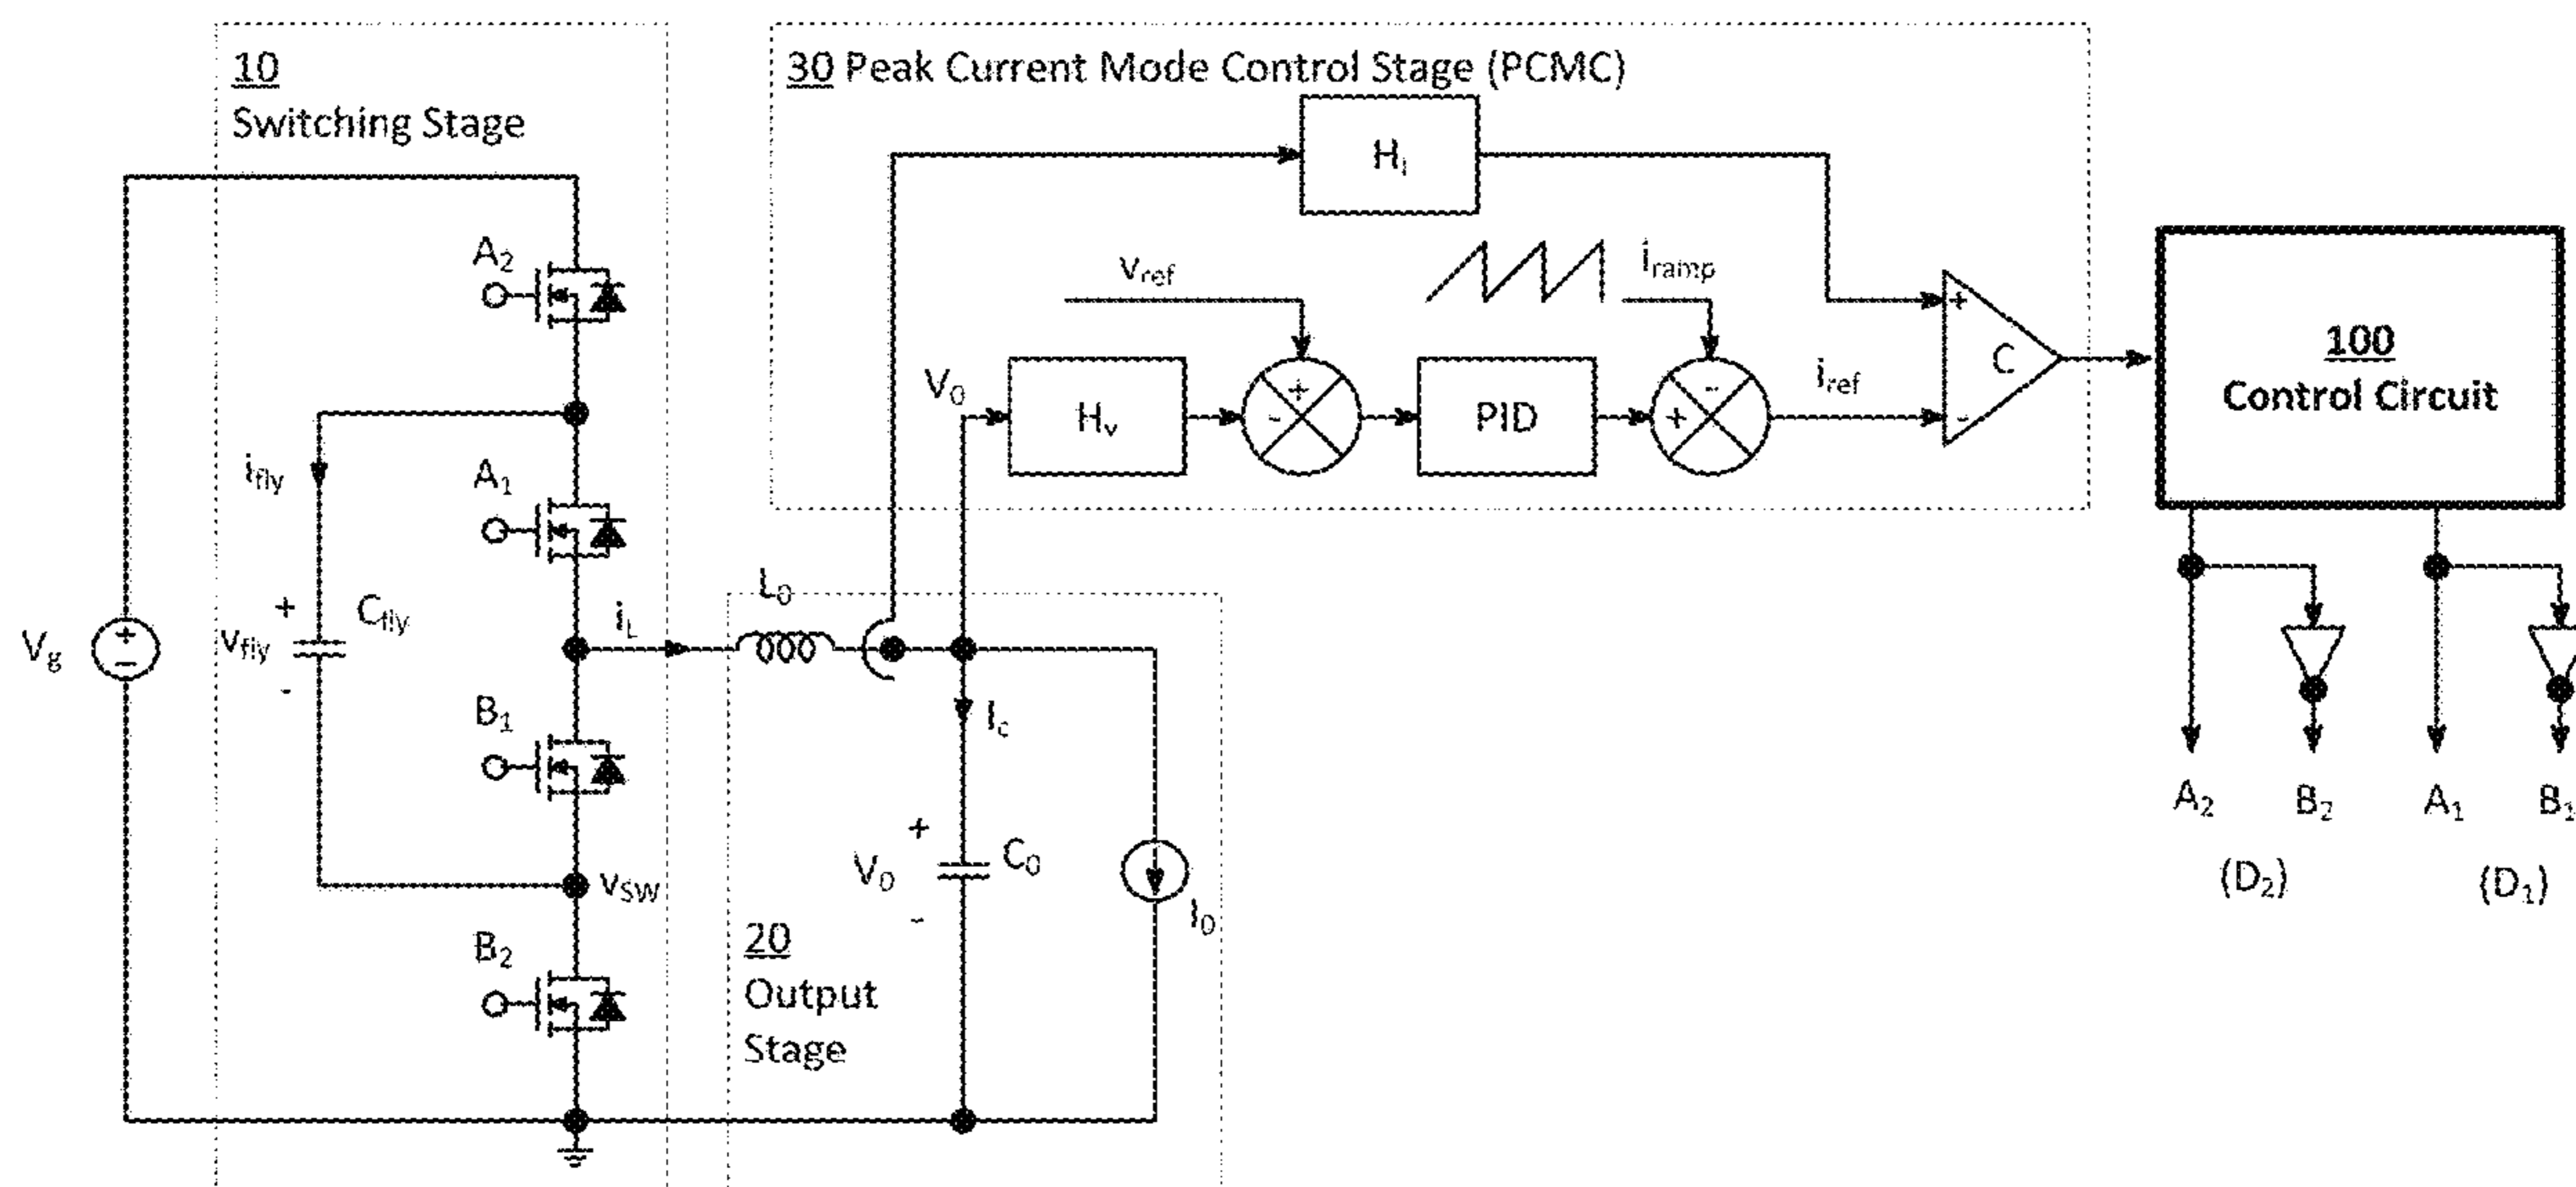 10
Switching Stage
30 Peak Current Mode Control Stage (PCMC)
Hi
A2
vref
iramp
+
100
Control Circuit
V0
Hv
+
-
PID
-
+
iref
C
-
ifly
A1
L0
+
Cfly
vfly
-
iL
Vg
+
-
B1
Ic
A2
B2
A1
B1
+
V0
C0
-
(D2)
(D1)
vSW
I0
B2
20
Output
Stage